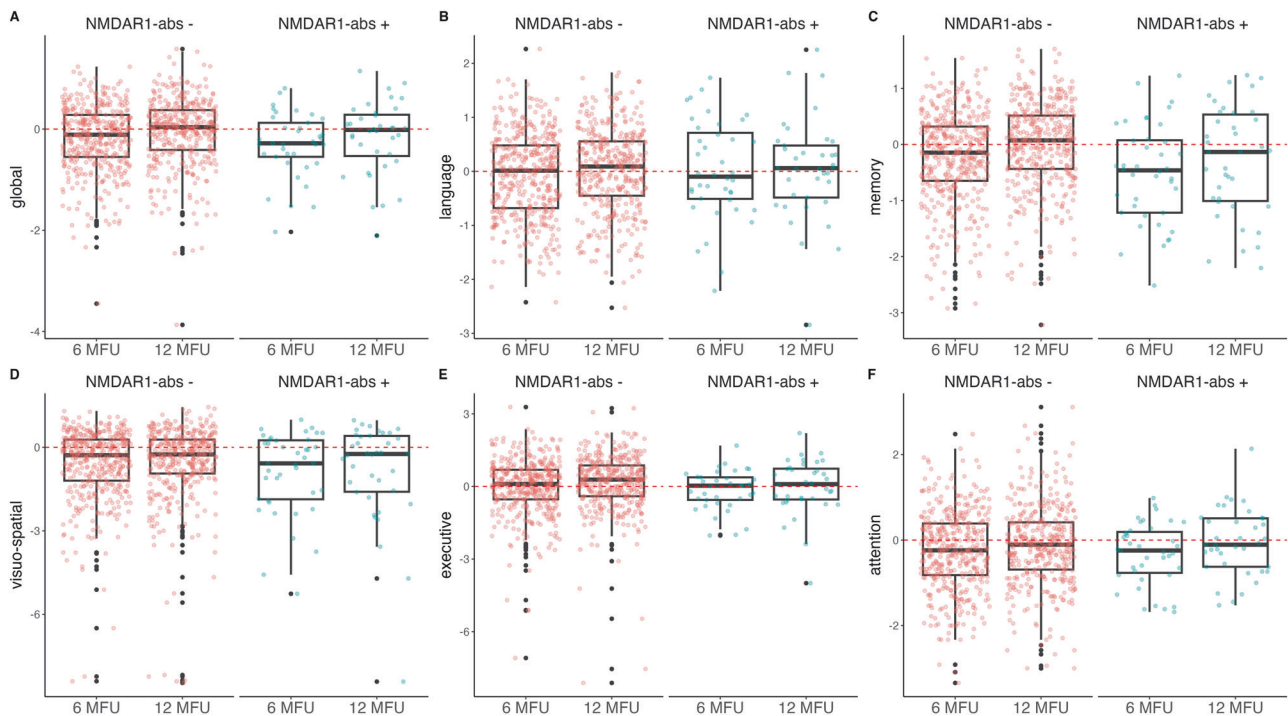 A
NMDAR1-abs -
NMDAR1-abs +
global
0
-2
-4
6 MFU
12 MFU
6 MFU
12 MFU
B
NMDAR1-abs -
NMDAR1-abs +
language
2
1
0
-1
-2
-3
6 MFU
12 MFU
6 MFU
12 MFU
C
NMDAR1-abs -
NMDAR1-abs +
memory
1
0
-1
-2
-3
6 MFU
12 MFU
6 MFU
12 MFU
D
NMDAR1-abs -
NMDAR1-abs +
visuo-spatial
0
-3
-6
6 MFU
12 MFU
6 MFU
12 MFU
E
NMDAR1-abs -
NMDAR1-abs +
executive
3
0
-3
-6
6 MFU
12 MFU
6 MFU
12 MFU
F
NMDAR1-abs -
NMDAR1-abs +
attention
2
0
-2
6 MFU
12 MFU
6 MFU
12 MFU